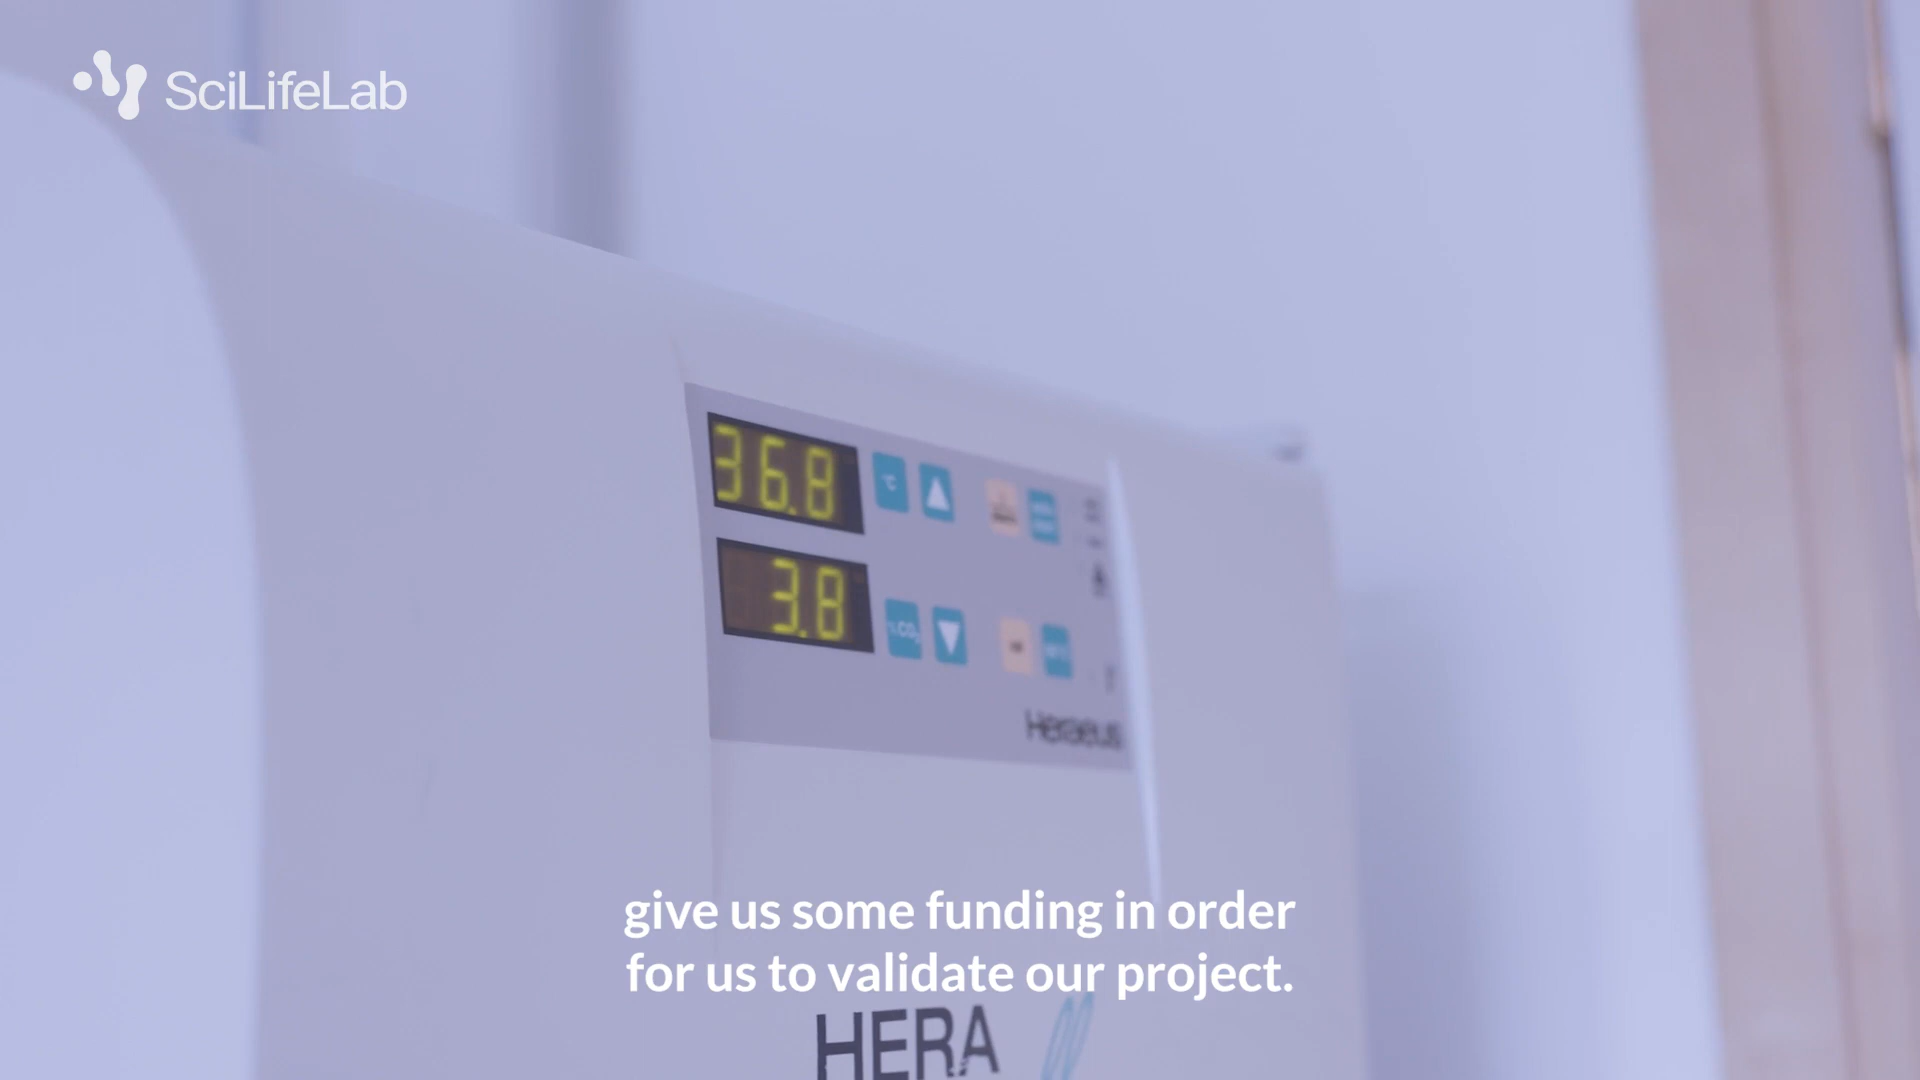 SciLifeLab
36.8
°C
3.8
%CO₂
Heraeus
give us some funding in order
for us to validate our project.
HERA